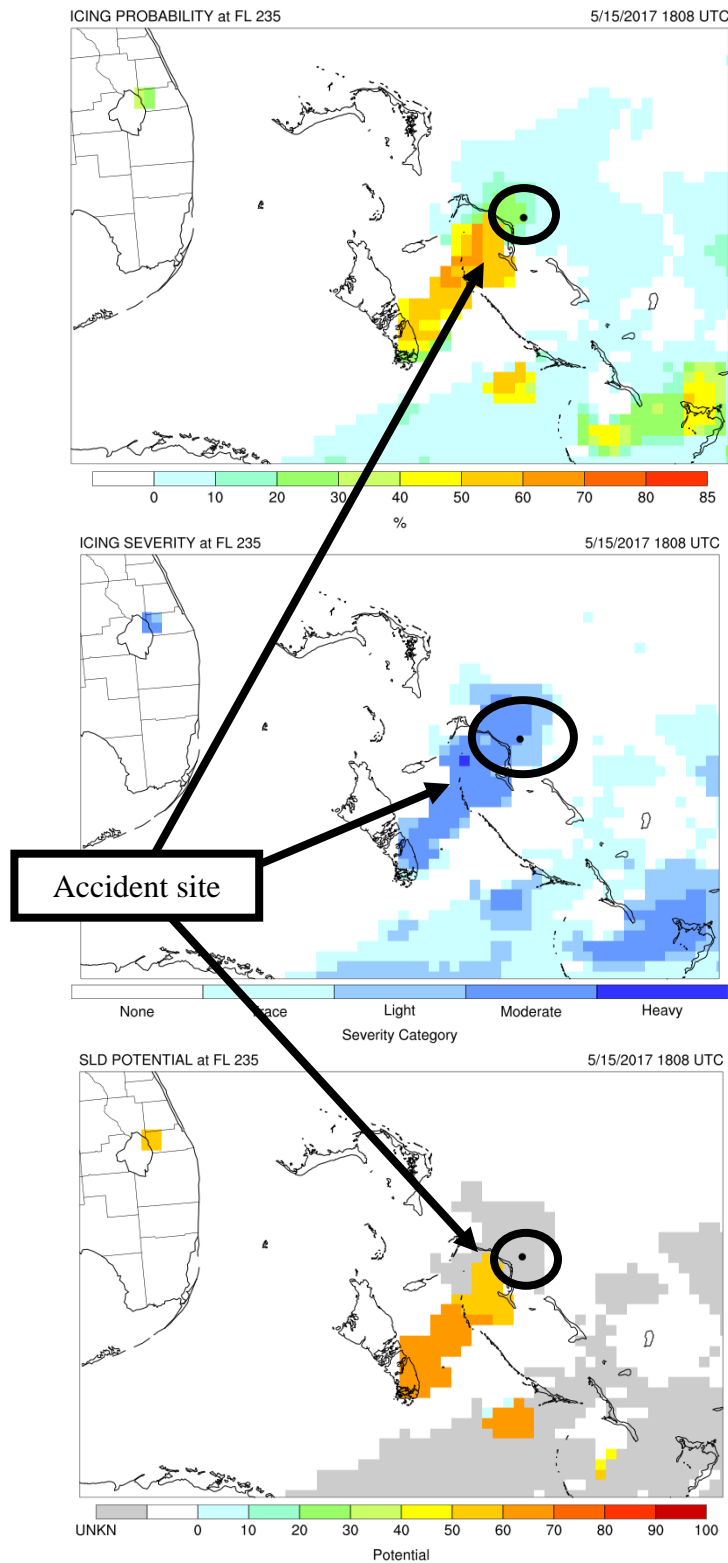 ICING PROBABILITY at FL 235 5/15/2017 1808 UTC
0 10 20 30 40 50 60 70 80 85
%
ICING SEVERITY at FL 235 5/15/2017 1808 UTC
Accident site
None Trace Light Moderate Heavy
Severity Category
SLD POTENTIAL at FL 235 5/15/2017 1808 UTC
UNKN 0 10 20 30 40 50 60 70 80 90 100
Potential